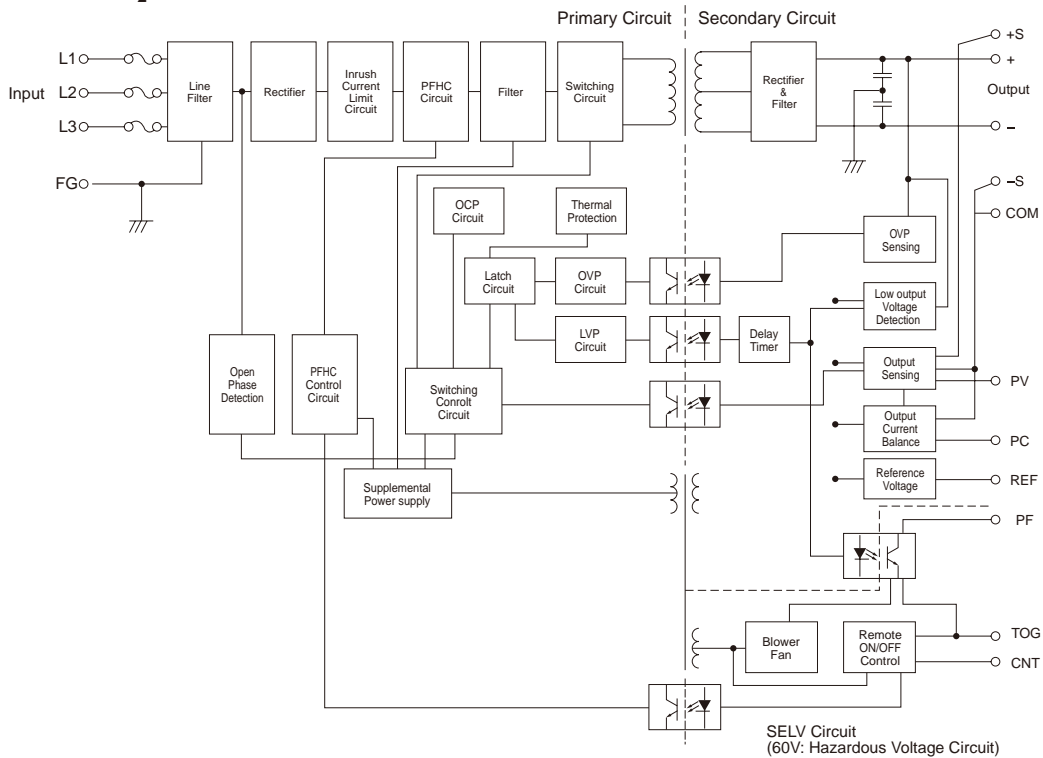 Primary Circuit
Secondary Circuit
Input
L1
L2
L3
FG
Line
Filter
Rectifier
Inrush
Current
Limit
Circuit
PFHC
Circuit
Filter
Switching
Circuit
Rectifier
&
Filter
+S
+
Output
–
–S
COM
OCP
Circuit
Thermal
Protection
OVP
Sensing
Latch
Circuit
OVP
Circuit
Low output
Voltage
Detection
LVP
Circuit
Delay
Timer
Open
Phase
Detection
PFHC
Control
Circuit
Switching
Conrolt
Circuit
Output
Sensing
PV
Output
Current
Balance
PC
Supplemental
Power supply
Reference
Voltage
REF
PF
Blower
Fan
Remote
ON/OFF
Control
TOG
CNT
SELV Circuit
(60V: Hazardous Voltage Circuit)